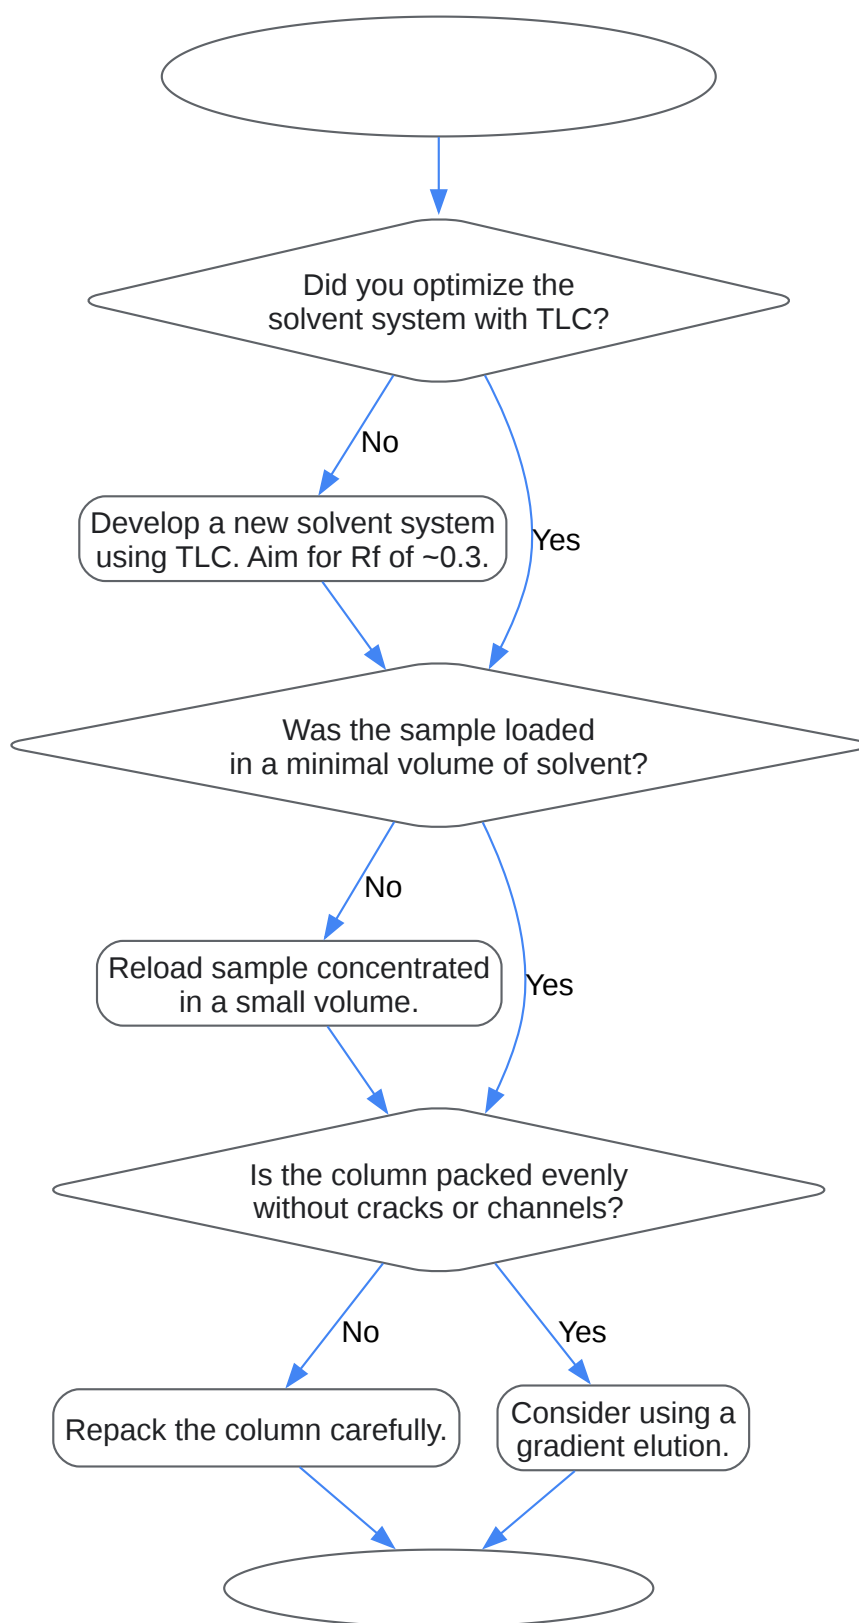 Did you optimize the
solvent system with TLC?
No
Develop a new solvent system
using TLC. Aim for Rf of ~0.3.
Yes
Was the sample loaded
in a minimal volume of solvent?
No
Reload sample concentrated
in a small volume.
Yes
Is the column packed evenly
without cracks or channels?
No
Yes
Repack the column carefully.
Consider using a
gradient elution.